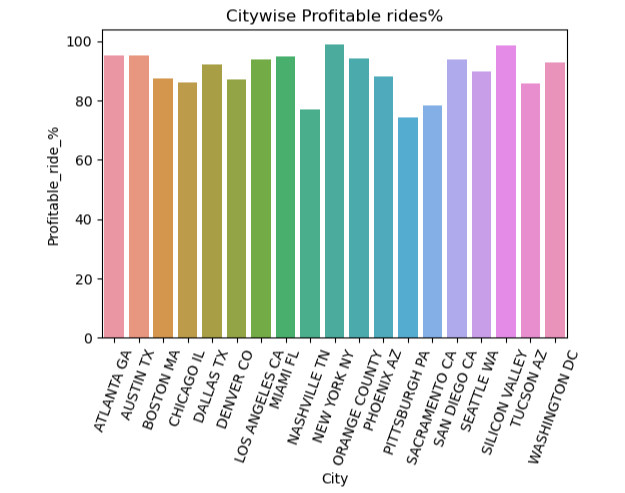 Citywise Profitable rides%
Profitable_ride_%
100
80
60
40
20
0
ATLANTA GA
AUSTIN TX
BOSTON MA
CHICAGO IL
DALLAS TX
DENVER CO
LOS ANGELES CA
MIAMI FL
NASHVILLE TN
NEW YORK NY
ORANGE COUNTY
PHOENIX AZ
PITTSBURGH PA
SACRAMENTO CA
SAN DIEGO CA
SEATTLE WA
SILICON VALLEY
TUCSON AZ
WASHINGTON DC
City